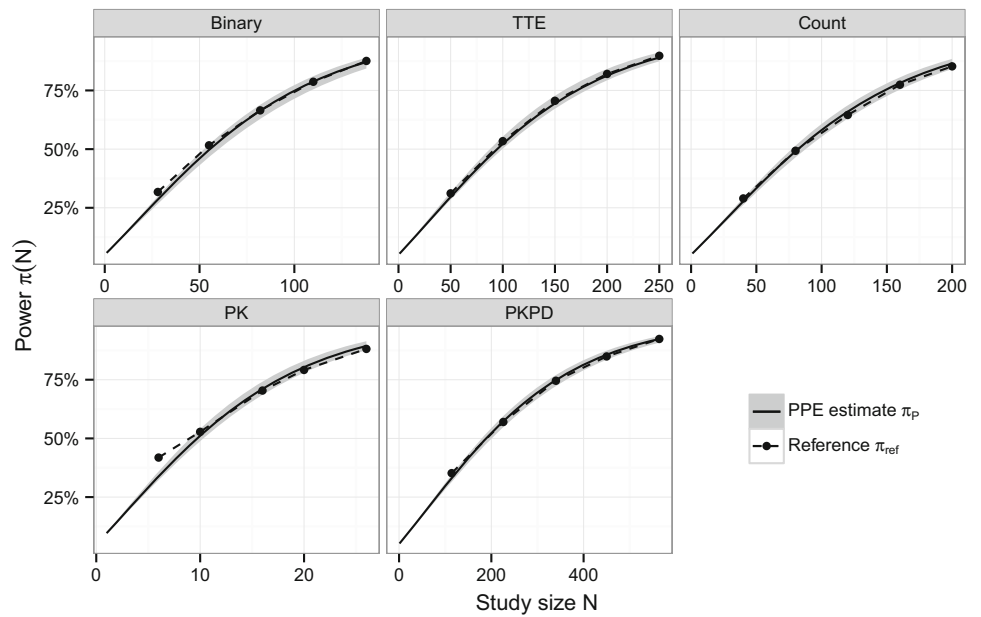 Binary
TTE
Count
75%
50%
25%
50 100
0 50 100 150 200 250
0 50 100 150 200
PK
PKPD
75%
50%
25%
0 10 20
0 200 400
Power π(N)
Study size N
PPE estimate πP
Reference πref